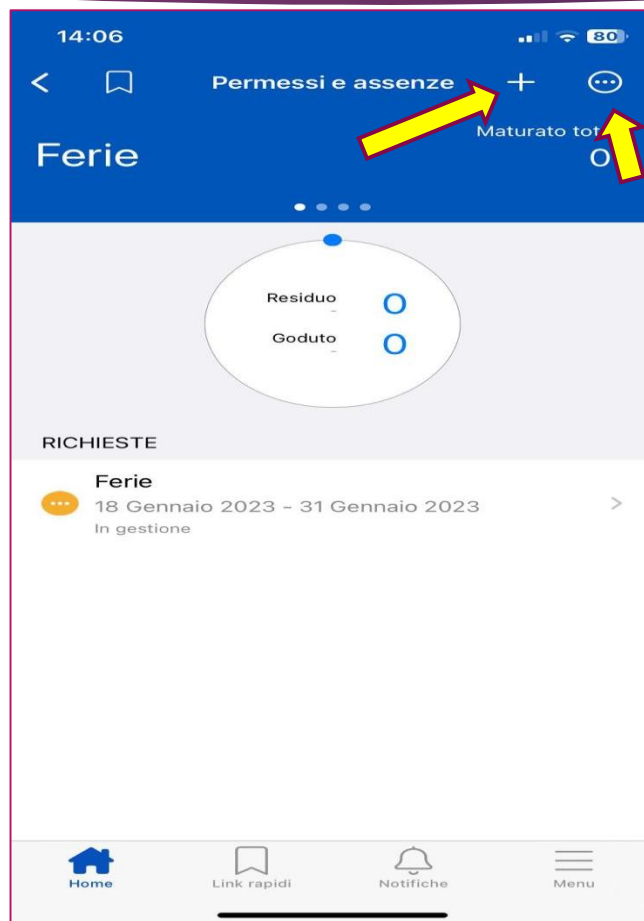 14:06
80
Permessi e assenze
Maturato
Ferie
0
Residuo
0
Goduto
0
RICHIESTE
Ferie
18 Gennaio 2023 - 31 Gennaio 2023
In gestione
Home
Link rapidi
Notifiche
Menu